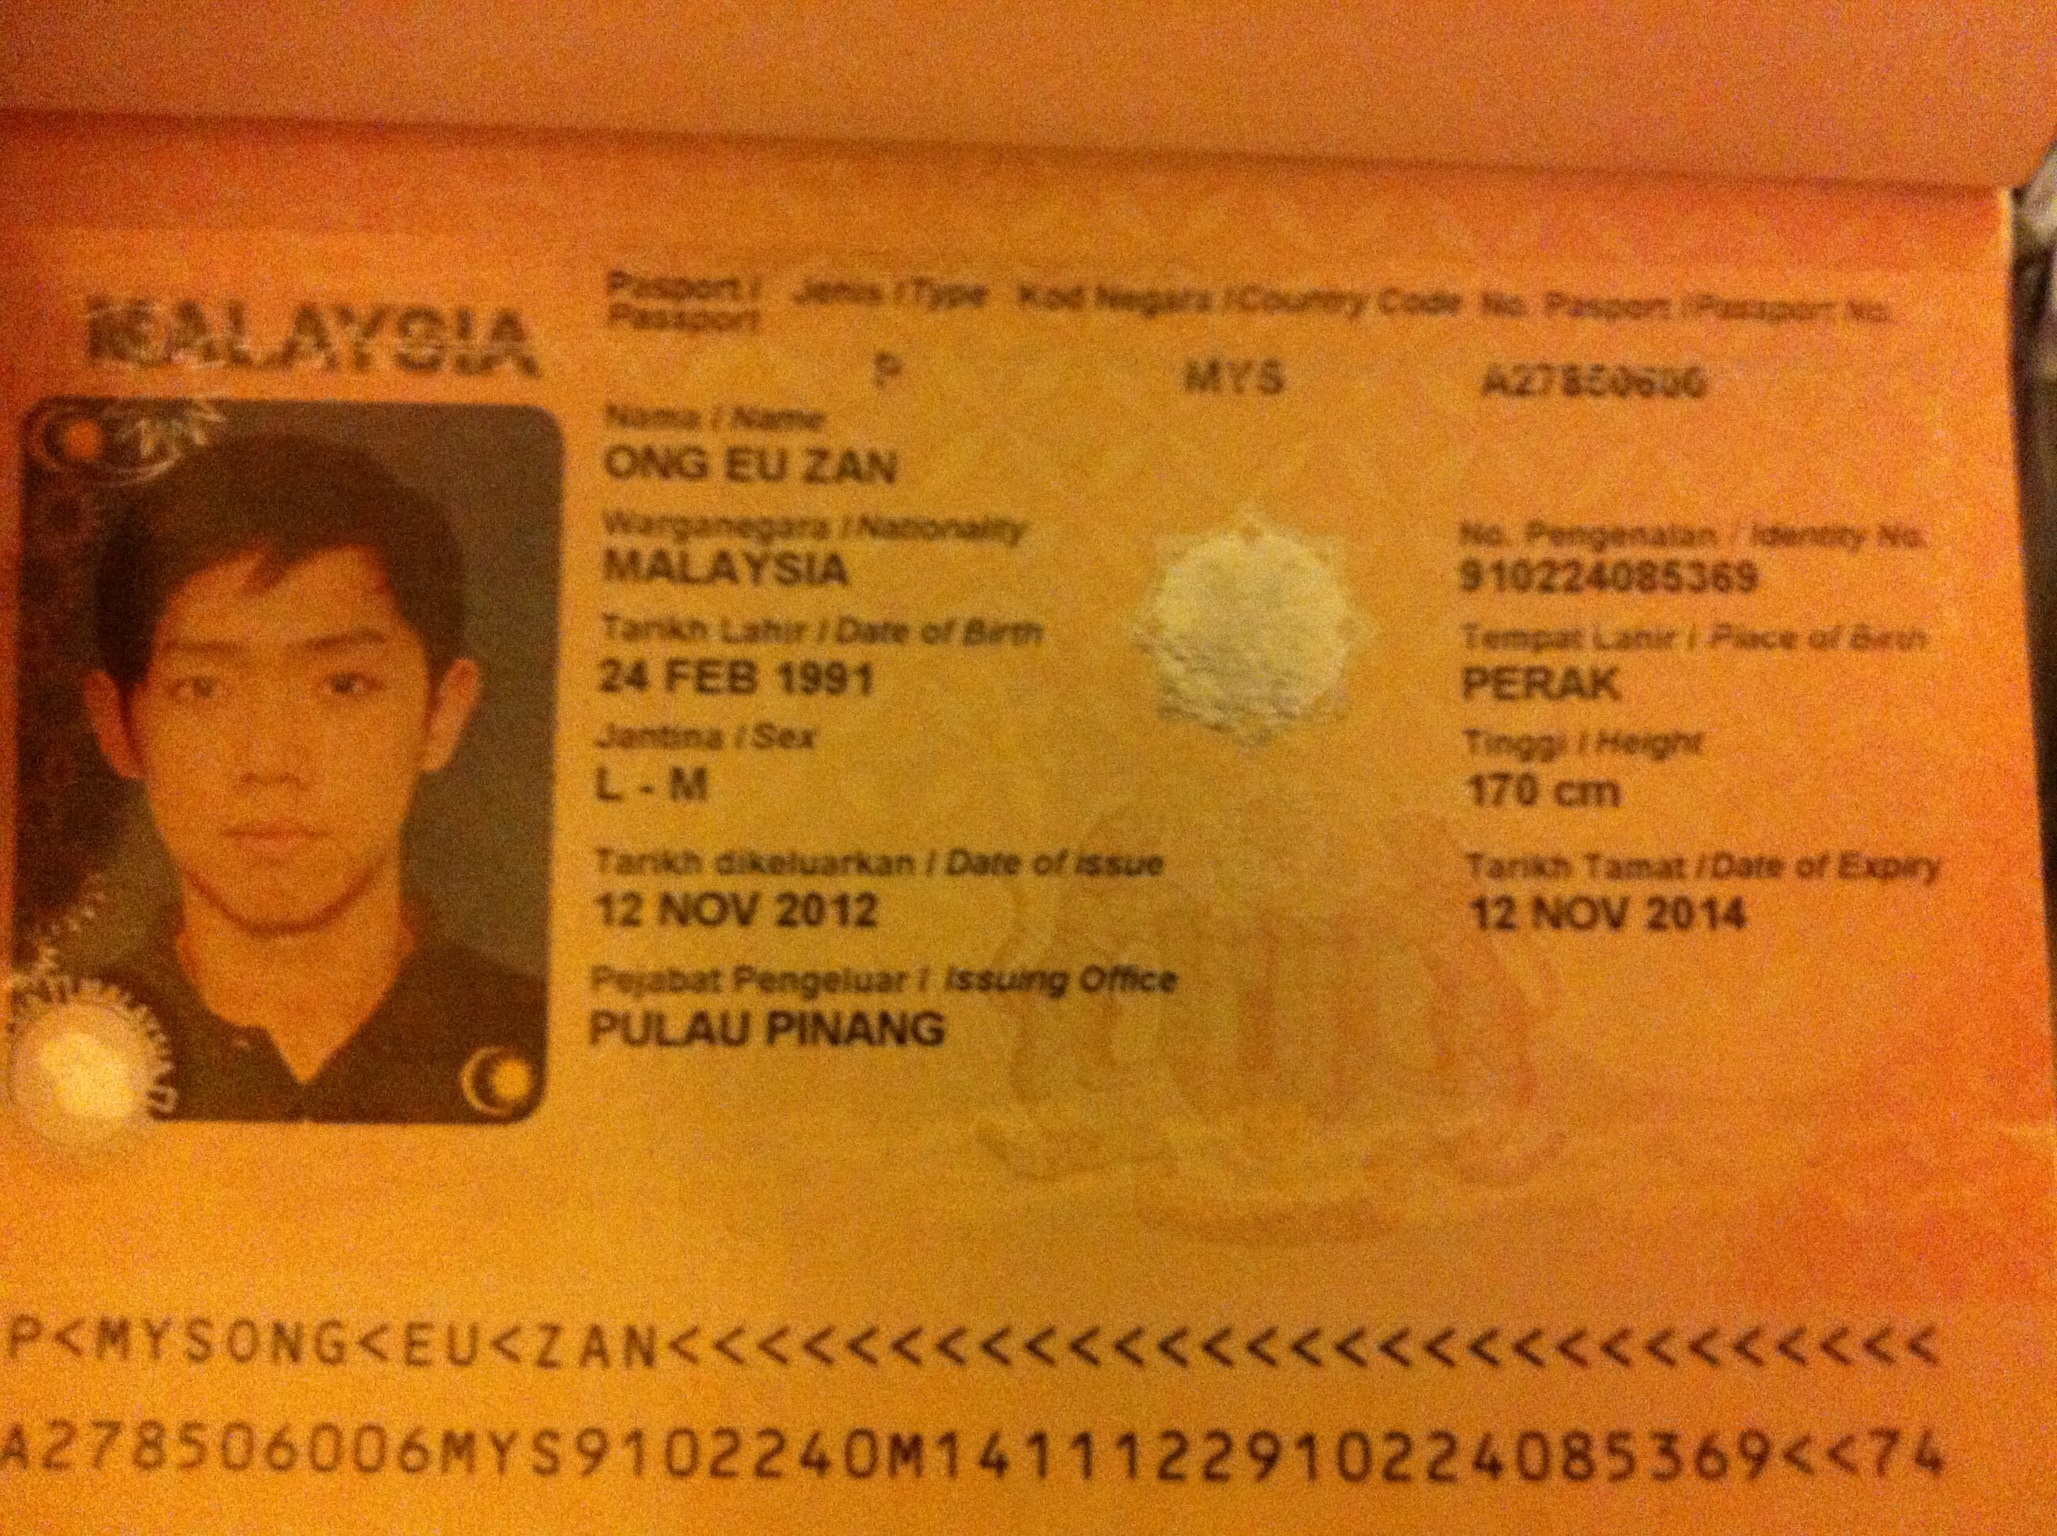 MALAYSIA
Pasport / Jenis / Type Kod Negara / Country Code No. Pasport / Passport No.
Passport
P MYS A27850600
Nama / Name
ONG EU ZAN
Warganegara / Nationality No. Pengenalan / Identity No.
MALAYSIA 910224085369
Tarikh Lahir / Date of Birth Tempat Lahir / Place of Birth
24 FEB 1991 PERAK
Jantina / Sex Tinggi / Height
L - M 170 cm
Tarikh dikeluarkan / Date of issue Tarikh Tamat / Date of Expiry
12 NOV 2012 12 NOV 2014
Pejabat Pengeluar / Issuing Office
PULAU PINANG
P<MYSONG<EU<ZAN<<<<<<<<<<<<<<<<<<<<<<<<<<<<<
A278506006MYS9102240M1411122910224085369<<74